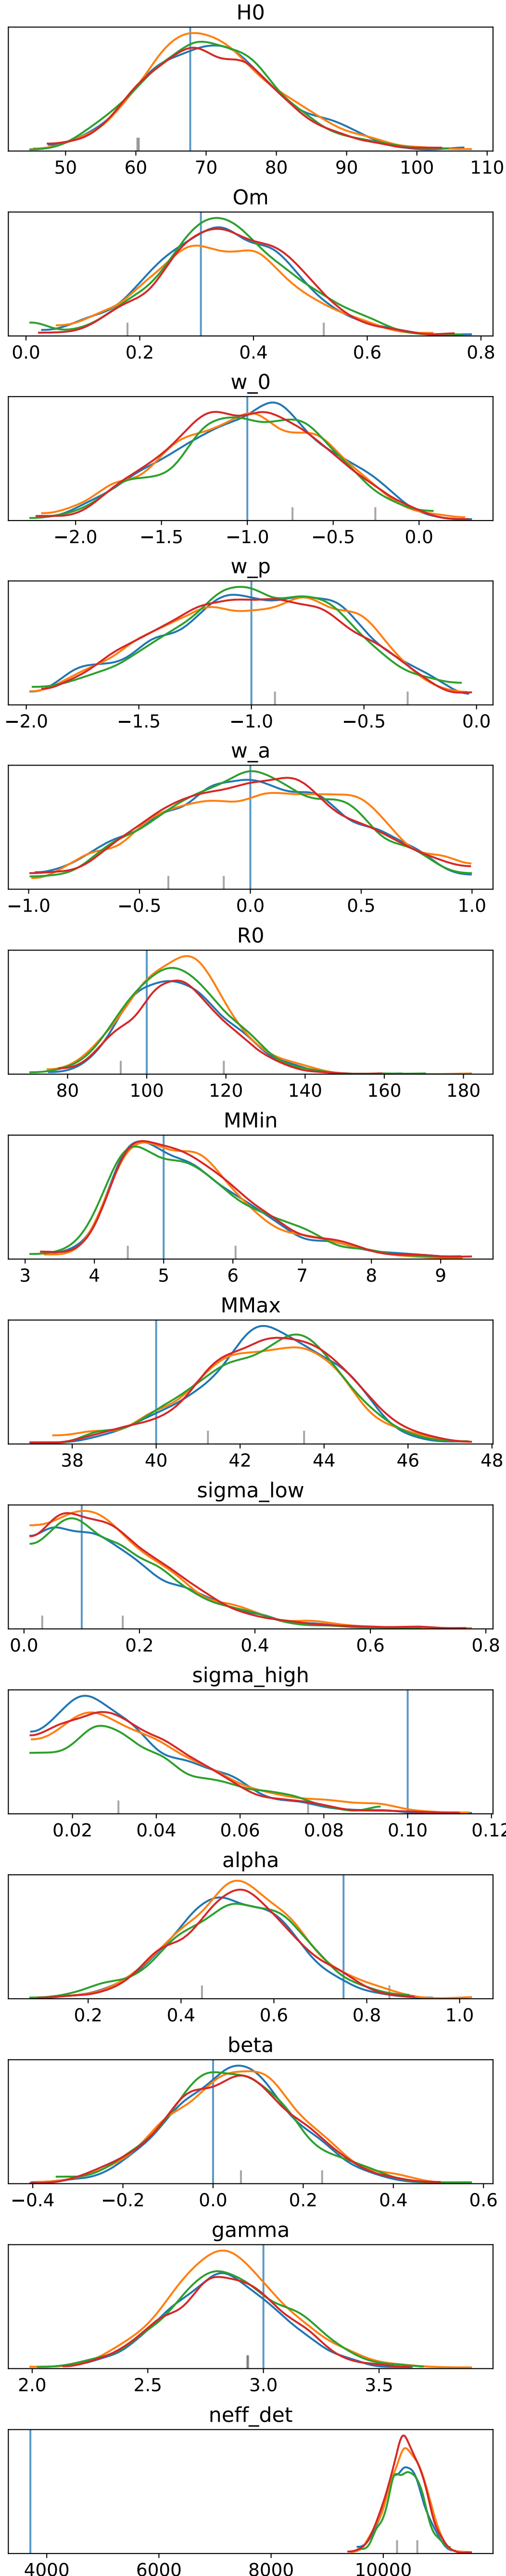 H0
50 60 70 80 90 100 110
Om
0.0 0.2 0.4 0.6 0.8
w_0
−2.0 −1.5 −1.0 −0.5 0.0
w_p
−2.0 −1.5 −1.0 −0.5 0.0
w_a
−1.0 −0.5 0.0 0.5 1.0
R0
80 100 120 140 160 180
MMin
3 4 5 6 7 8 9
MMax
38 40 42 44 46 48
sigma_low
0.0 0.2 0.4 0.6 0.8
sigma_high
0.02 0.04 0.06 0.08 0.10 0.12
alpha
0.2 0.4 0.6 0.8 1.0
beta
−0.4 −0.2 0.0 0.2 0.4 0.6
gamma
2.0 2.5 3.0 3.5
neff_det
4000 6000 8000 10000